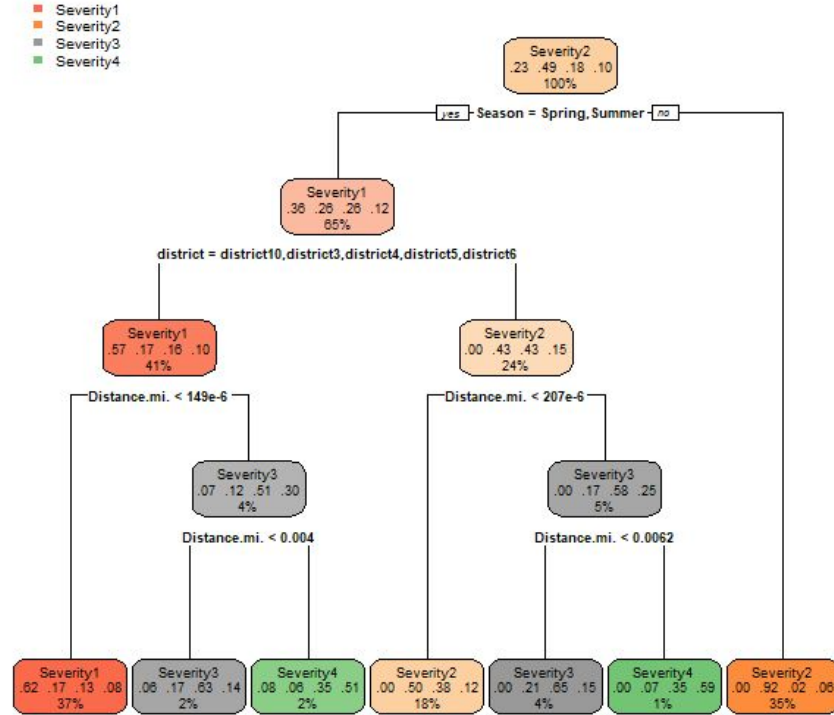 Severity1
Severity2
Severity3
Severity4
Severity2
.23 .49 .18 .10
100%
yes Season = Spring,Summer no
Severity1
.36 .26 .26 .12
65%
district = district10,district3,district4,district5,district6
Severity1
.57 .17 .16 .10
41%
Severity2
.00 .43 .43 .15
24%
Distance.mi. < 149e-6
Distance.mi. < 207e-6
Severity3
.07 .12 .51 .30
4%
Severity3
.00 .17 .58 .25
5%
Distance.mi. < 0.004
Distance.mi. < 0.0062
Severity1
.62 .17 .13 .08
37%
Severity3
.06 .17 .63 .14
2%
Severity4
.08 .06 .35 .51
2%
Severity2
.00 .50 .38 .12
18%
Severity3
.00 .21 .65 .15
4%
Severity4
.00 .07 .35 .59
1%
Severity2
.00 .92 .02 .06
35%